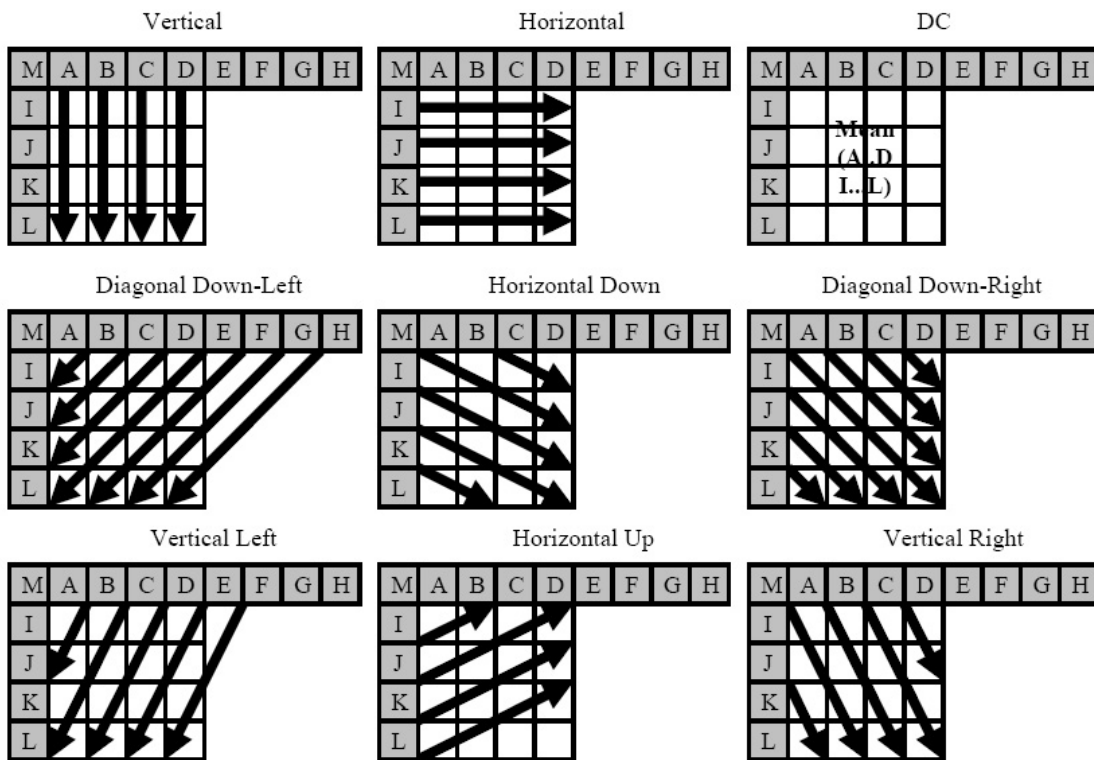 Vertical
M A B C D E F G H
I
J
K
L
Horizontal
M A B C D E F G H
I
J
K
L
DC
M A B C D E F G H
I
J
K
L
Mean
(A..D
I...L)
Diagonal Down-Left
M A B C D E F G H
I
J
K
L
Horizontal Down
M A B C D E F G H
I
J
K
L
Diagonal Down-Right
M A B C D E F G H
I
J
K
L
Vertical Left
M A B C D E F G H
I
J
K
L
Horizontal Up
M A B C D E F G H
I
J
K
L
Vertical Right
M A B C D E F G H
I
J
K
L